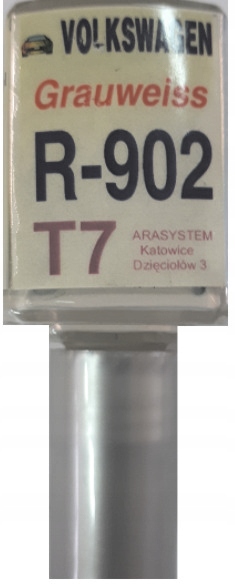 VOLKSWAGEN
Grauweiss
R-902
T7
ARASYSTEM
Katowice
Dzięciołów 3